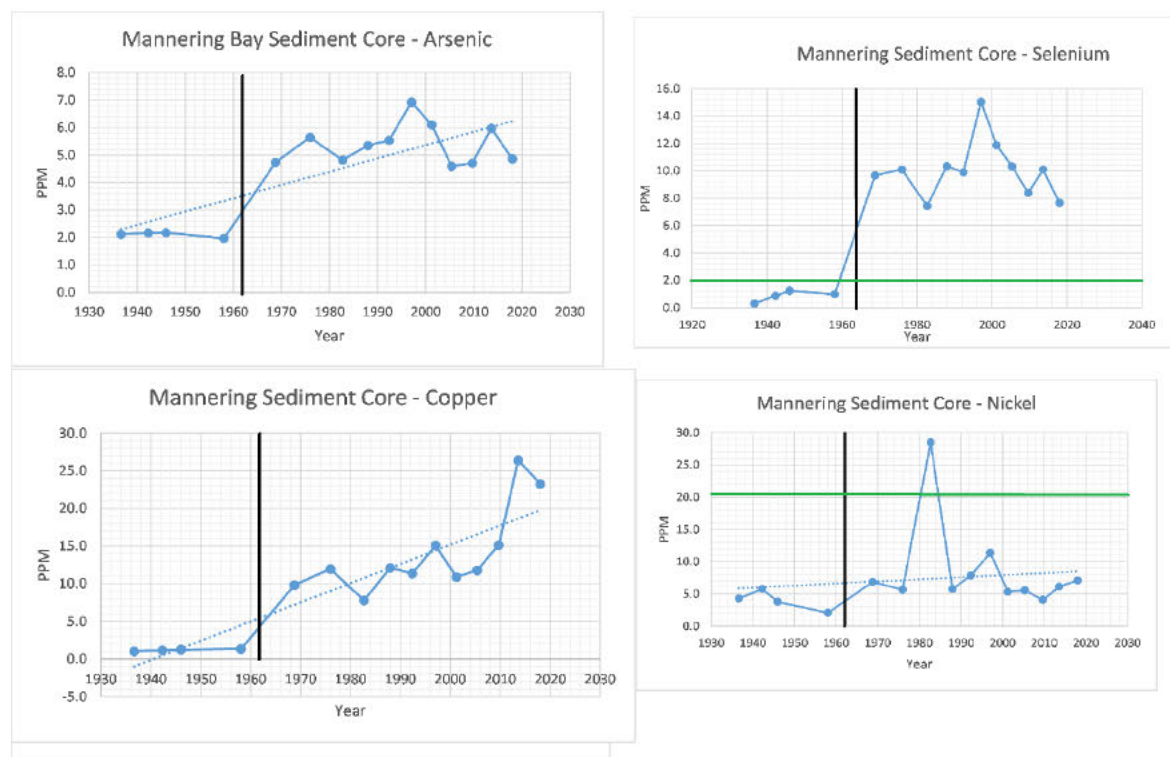 Mannering Bay Sediment Core - Arsenic
8.0
7.0
6.0
5.0
4.0
3.0
2.0
1.0
0.0
PPM
1930 1940 1950 1960 1970 1980 1990 2000 2010 2020 2030
Year
Mannering Sediment Core - Selenium
16.0
14.0
12.0
10.0
8.0
6.0
4.0
2.0
0.0
PPM
1920 1940 1960 1980 2000 2020 2040
Year
Mannering Sediment Core - Copper
30.0
25.0
20.0
15.0
10.0
5.0
0.0
-5.0
PPM
1930 1940 1950 1960 1970 1980 1990 2000 2010 2020 2030
Year
Mannering Sediment Core - Nickel
30.0
25.0
20.0
15.0
10.0
5.0
0.0
PPM
1930 1940 1950 1960 1970 1980 1990 2000 2010 2020 2030
Year